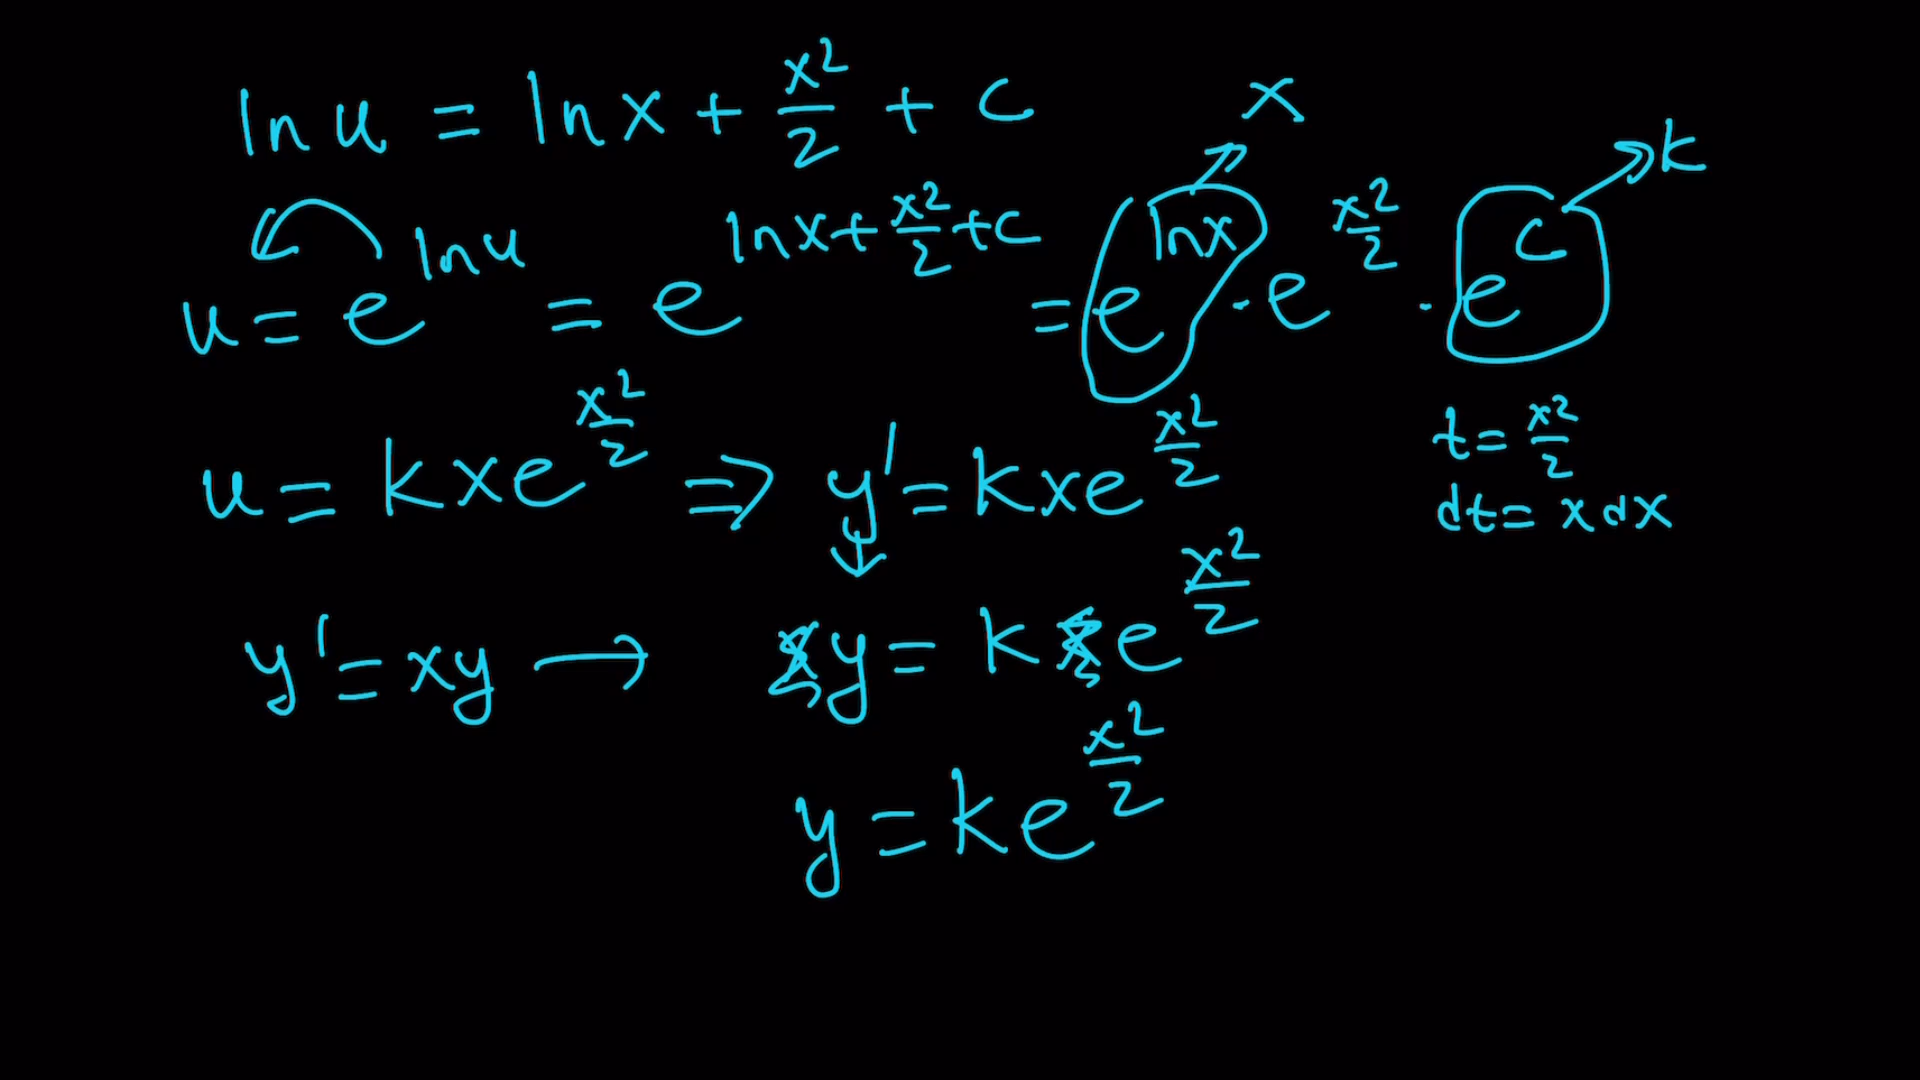 ln u = ln x + x²/2 + c
x
k
u = e^(ln u) = e^(ln x + x²/2 + c) = e^(ln x) · e^(x²/2) · e^c
u = kxe^(x²/2) ⇒ y' = kxe^(x²/2)
t = x²/2
dt = x dx
y' = xy → xy = kxe^(x²/2)
y = ke^(x²/2)